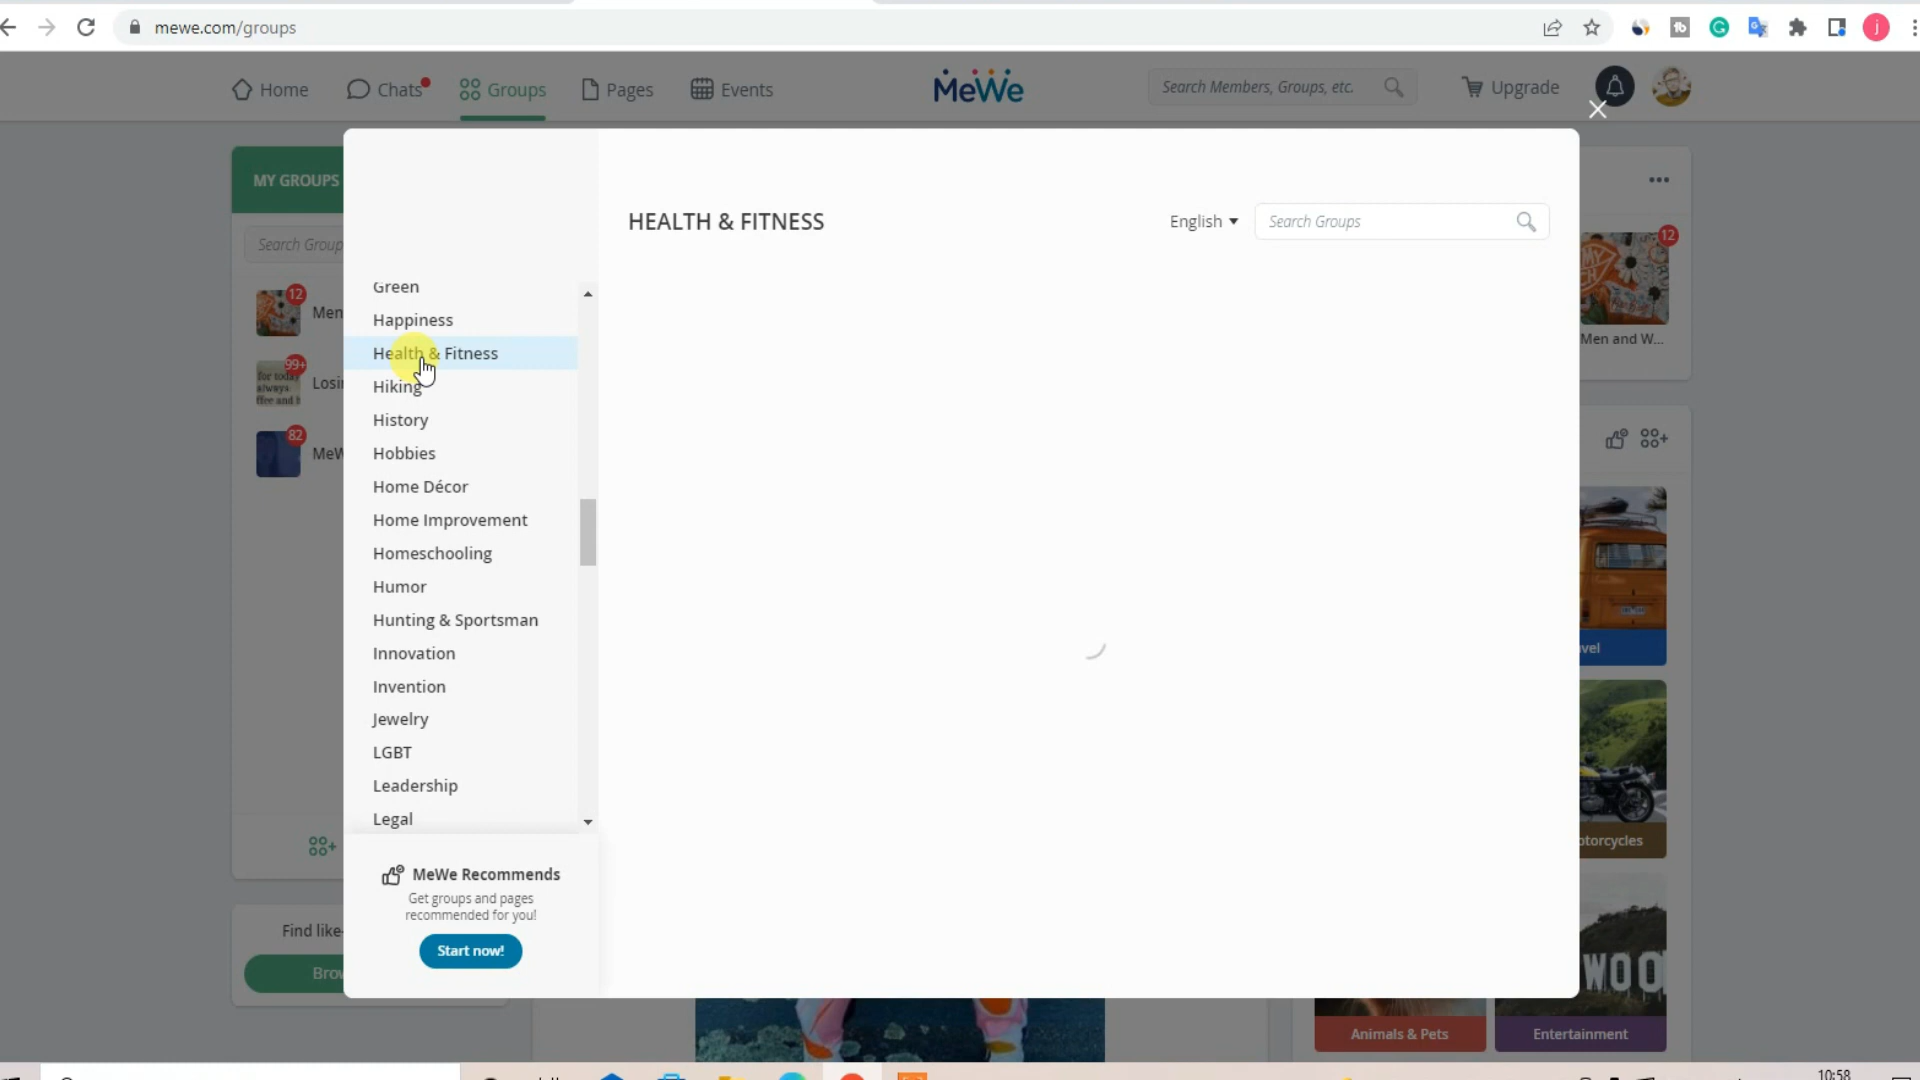 mewe.com/groups
Home
Chats
Groups
Pages
Events
MeWe
Search Members, Groups, etc.
Upgrade
MY GROUPS
Search Group
12
Men
99+
Losi
82
MeW
Find like-
Brow
Green
Happiness
Health & Fitness
Hiking
History
Hobbies
Home Décor
Home Improvement
Homeschooling
Humor
Hunting & Sportsman
Innovation
Invention
Jewelry
LGBT
Leadership
Legal
MeWe Recommends
Get groups and pages
recommended for you!
Start now!
HEALTH & FITNESS
English
Search Groups
12
Men and W...
vel
otorcycles
WOO
Animals & Pets
Entertainment
10:58